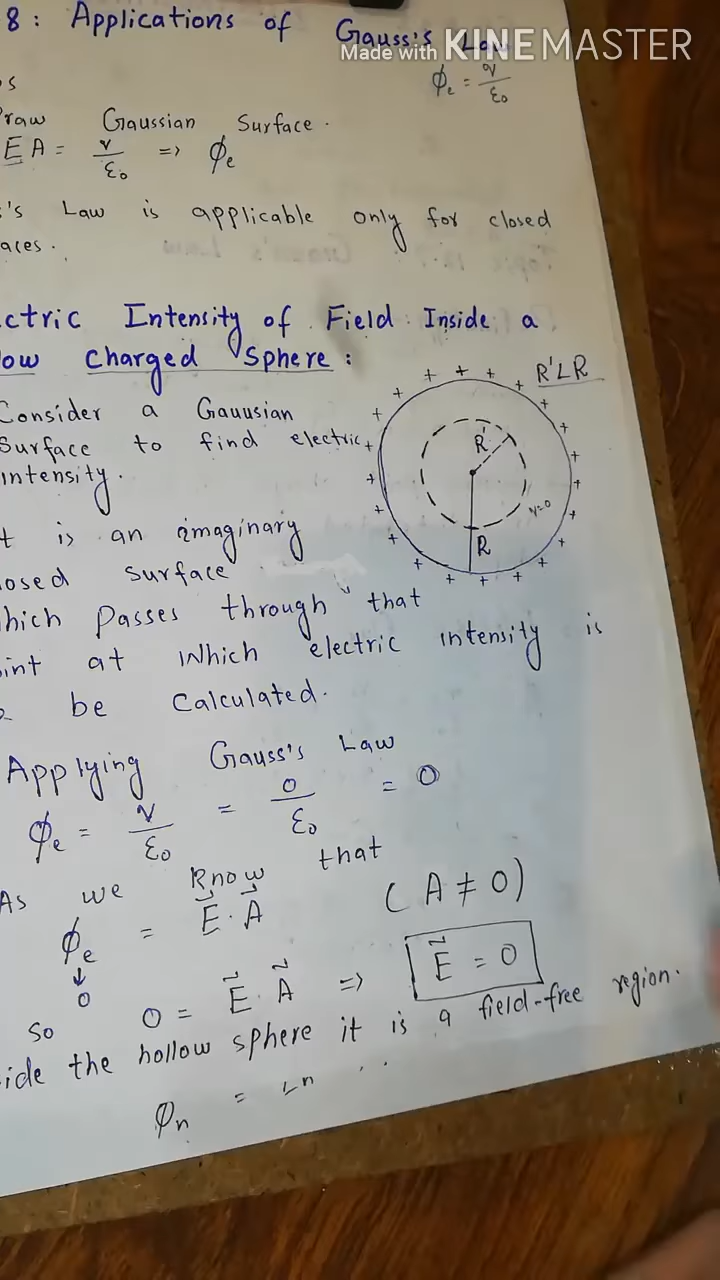 8: Applications of Gauss's Law
Made with KINEMASTER
ϕe = q/ε0
raw Gaussian Surface.
EA = q/ε0 => ϕe
's Law is applicable only for closed
aces.
ctric Intensity of Field Inside a
ow charged sphere:
R'LR
Consider a Gauusian
Surface to find electric
intensity.
R'
q=0
R
t is an imaginary
osed surface
hich passes through that
int at which electric intensity is
be calculated.
Applying Gauss's Law
ϕe = q/ε0 = 0/ε0 = 0
As we know that
ϕe = E⃗ . A⃗ (A ≠ 0)
↓
0
So 0 = E⃗ . A⃗ => E⃗ = 0
ide the hollow sphere it is a field-free region.
ϕn =